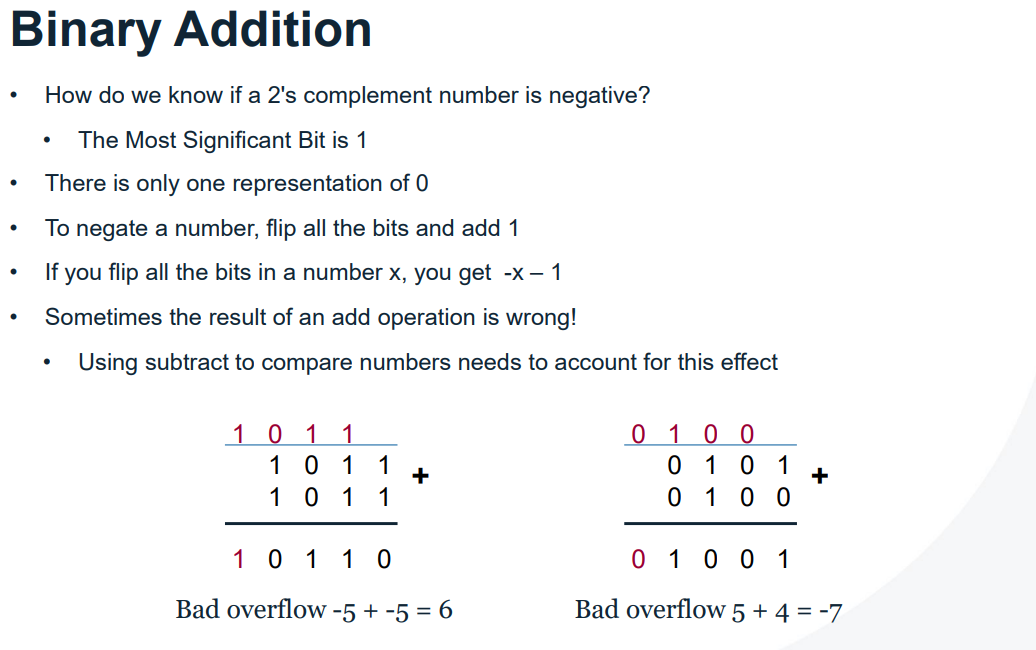 Binary Addition
• How do we know if a 2's complement number is negative?
• The Most Significant Bit is 1
• There is only one representation of 0
• To negate a number, flip all the bits and add 1
• If you flip all the bits in a number x, you get -x – 1
• Sometimes the result of an add operation is wrong!
• Using subtract to compare numbers needs to account for this effect
1 0 1 1
1 0 1 1 +
1 0 1 1
1 0 1 1 0
Bad overflow -5 + -5 = 6
0 1 0 0
0 1 0 1 +
0 1 0 0
0 1 0 0 1
Bad overflow 5 + 4 = -7